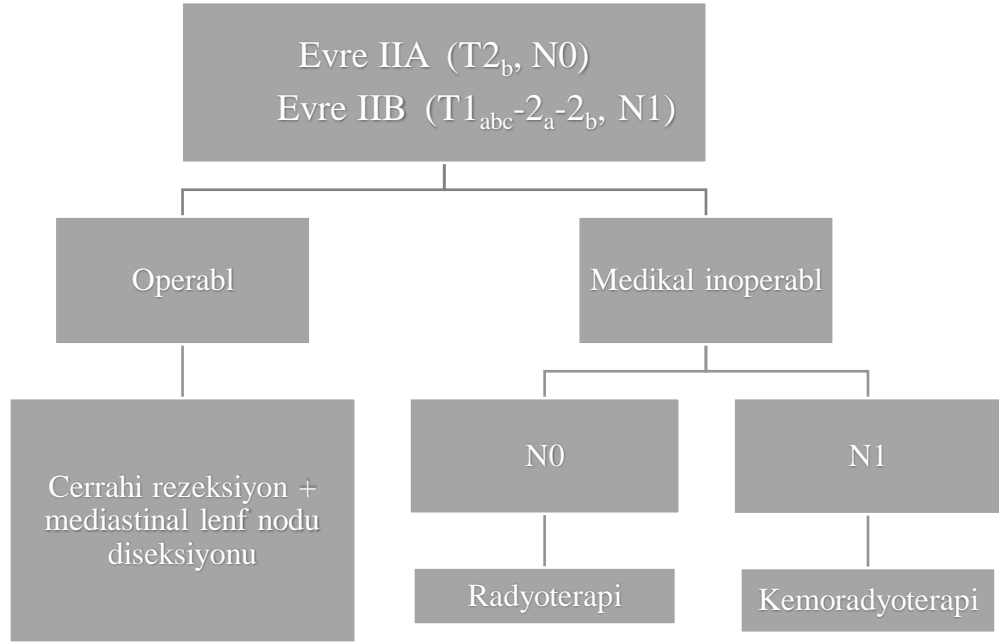 Evre IIA (T2b, N0)
Evre IIB (T1abc-2a-2b, N1)
Operabl
Medikal inoperabl
Cerrahi rezeksiyon +
mediastinal lenf nodu
diseksiyonu
N0
N1
Radyoterapi
Kemoradyoterapi